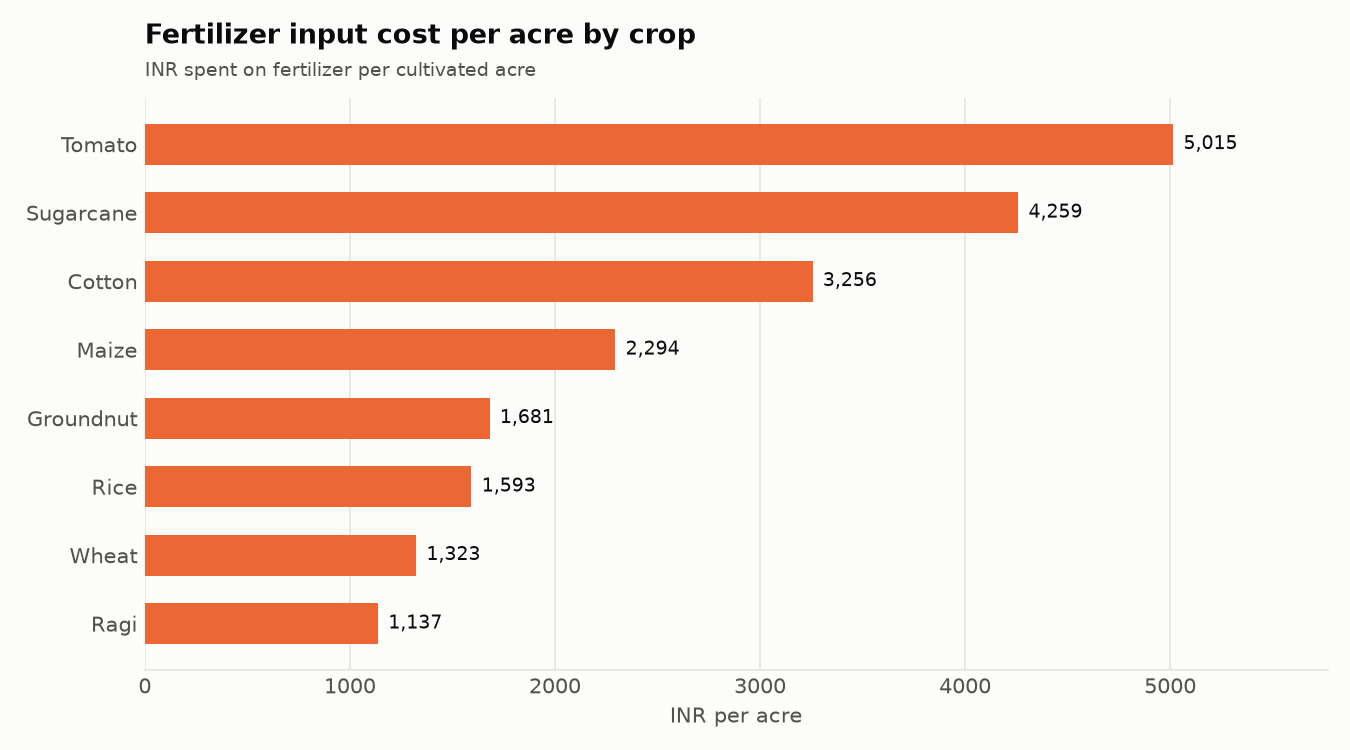 Fertilizer input cost per acre by crop
INR spent on fertilizer per cultivated acre
Tomato 5,015
Sugarcane 4,259
Cotton 3,256
Maize 2,294
Groundnut 1,681
Rice 1,593
Wheat 1,323
Ragi 1,137
0 1000 2000 3000 4000 5000
INR per acre